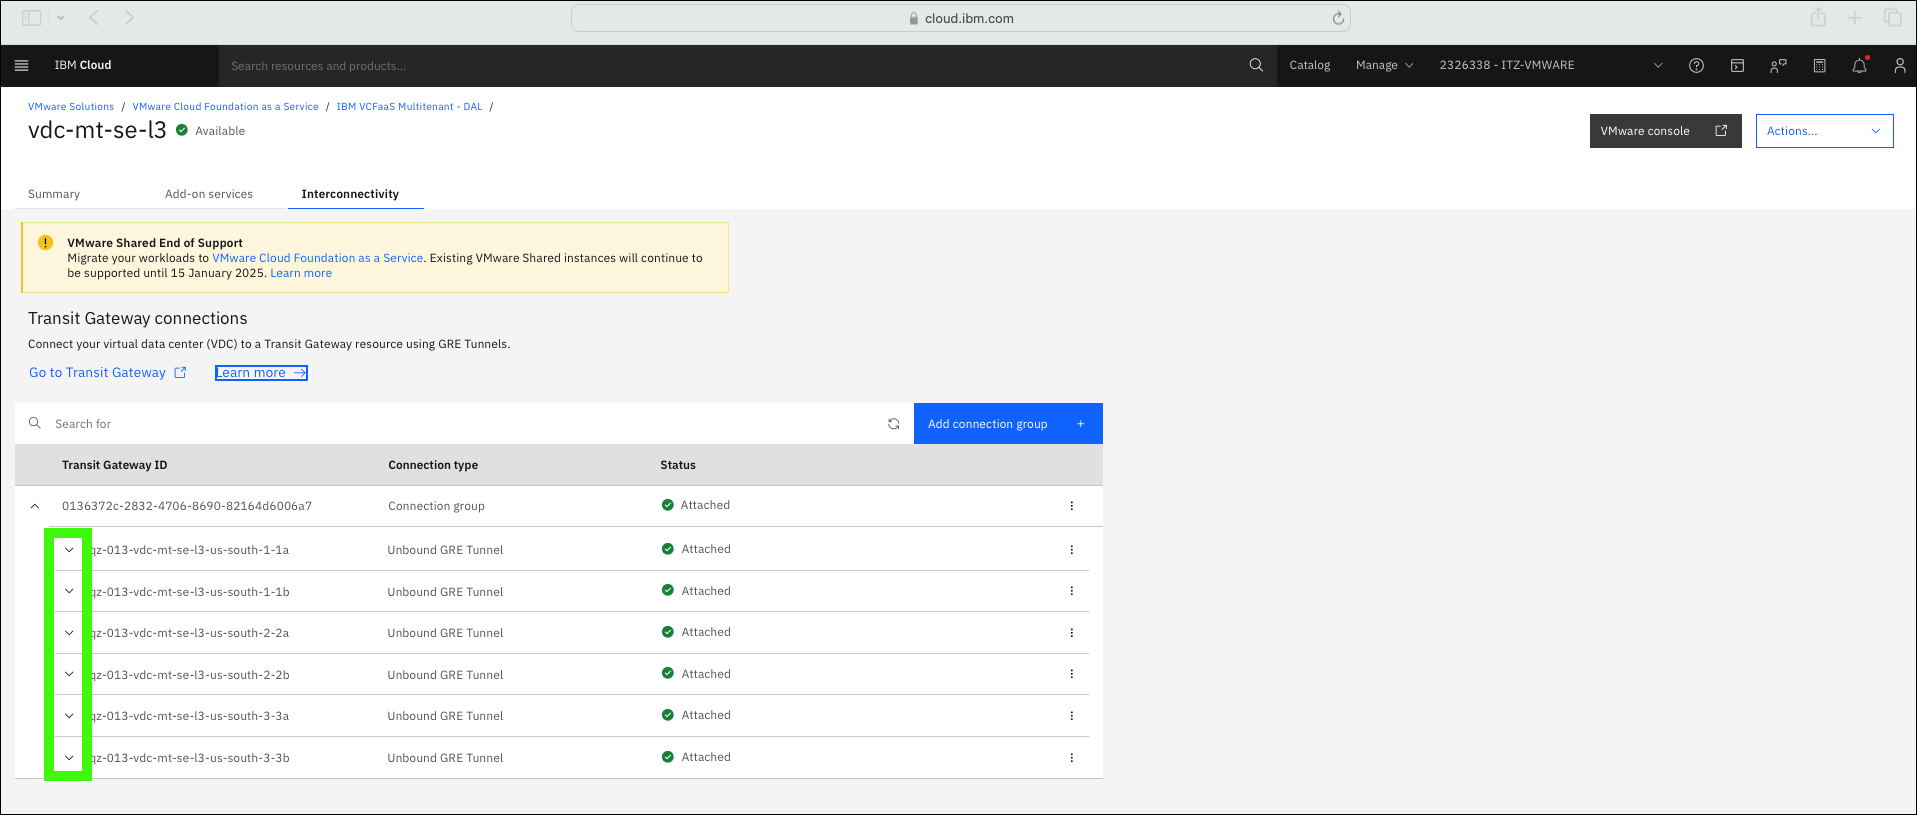 cloud.ibm.com
IBM Cloud
Search resources and products...
Catalog
Manage
2326338 - ITZ-VMWARE
VMware Solutions / VMware Cloud Foundation as a Service / IBM VCFaaS Multitenant - DAL /
vdc-mt-se-l3
Available
VMware console
Actions...
Summary
Add-on services
Interconnectivity
VMware Shared End of Support
Migrate your workloads to VMware Cloud Foundation as a Service. Existing VMware Shared instances will continue to
be supported until 15 January 2025. Learn more
Transit Gateway connections
Connect your virtual data center (VDC) to a Transit Gateway resource using GRE Tunnels.
Go to Transit Gateway
Learn more
Search for
Add connection group +
Transit Gateway ID Connection type Status
0136372c-2832-4706-8690-82164d6006a7 Connection group Attached
qz-013-vdc-mt-se-l3-us-south-1-1a Unbound GRE Tunnel Attached
qz-013-vdc-mt-se-l3-us-south-1-1b Unbound GRE Tunnel Attached
qz-013-vdc-mt-se-l3-us-south-2-2a Unbound GRE Tunnel Attached
qz-013-vdc-mt-se-l3-us-south-2-2b Unbound GRE Tunnel Attached
qz-013-vdc-mt-se-l3-us-south-3-3a Unbound GRE Tunnel Attached
qz-013-vdc-mt-se-l3-us-south-3-3b Unbound GRE Tunnel Attached